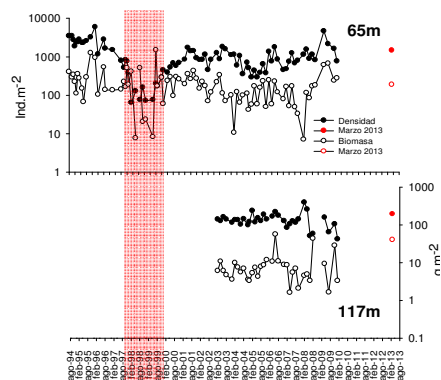 10000
65m
1000
100
10
1
Ind.m-2
Densidad
Marzo 2013
Biomasa
Marzo 2013
1000
100
10
1
0.1
g.m-2
117m
ago-94
feb-95
ago-95
feb-96
ago-96
feb-97
ago-97
feb-98
ago-98
feb-99
ago-99
feb-00
ago-00
feb-01
ago-01
feb-02
ago-02
feb-03
ago-03
feb-04
ago-04
feb-05
ago-05
feb-06
ago-06
feb-07
ago-07
feb-08
ago-08
feb-09
ago-09
feb-10
ago-10
feb-11
ago-11
feb-12
ago-12
feb-13
ago-13